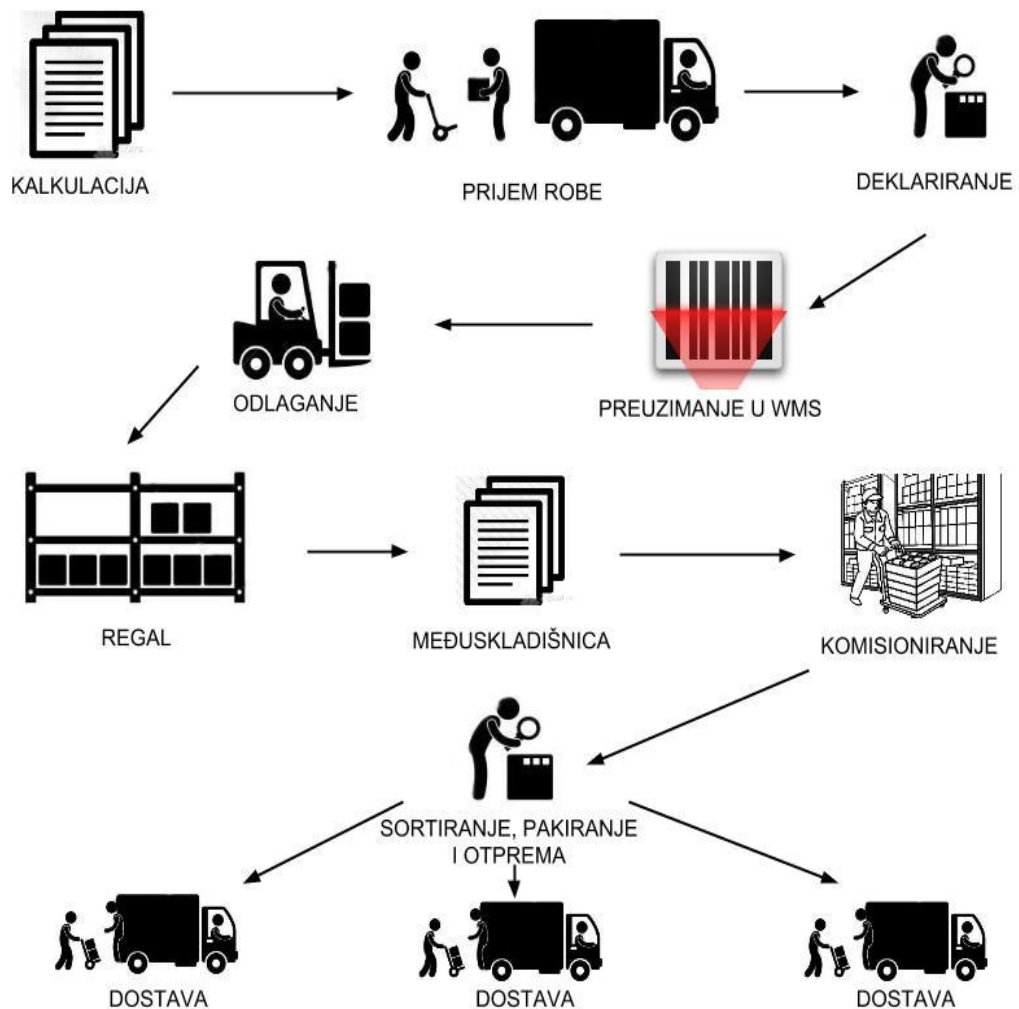 KALKULACIJA
PRIJEM ROBE
DEKLARIRANJE
ODLAGANJE
PREUZIMANJE U WMS
REGAL
MEĐUSKLADIŠNICA
KOMISIONIRANJE
SORTIRANJE, PAKIRANJE
I OTPREMA
DOSTAVA
DOSTAVA
DOSTAVA